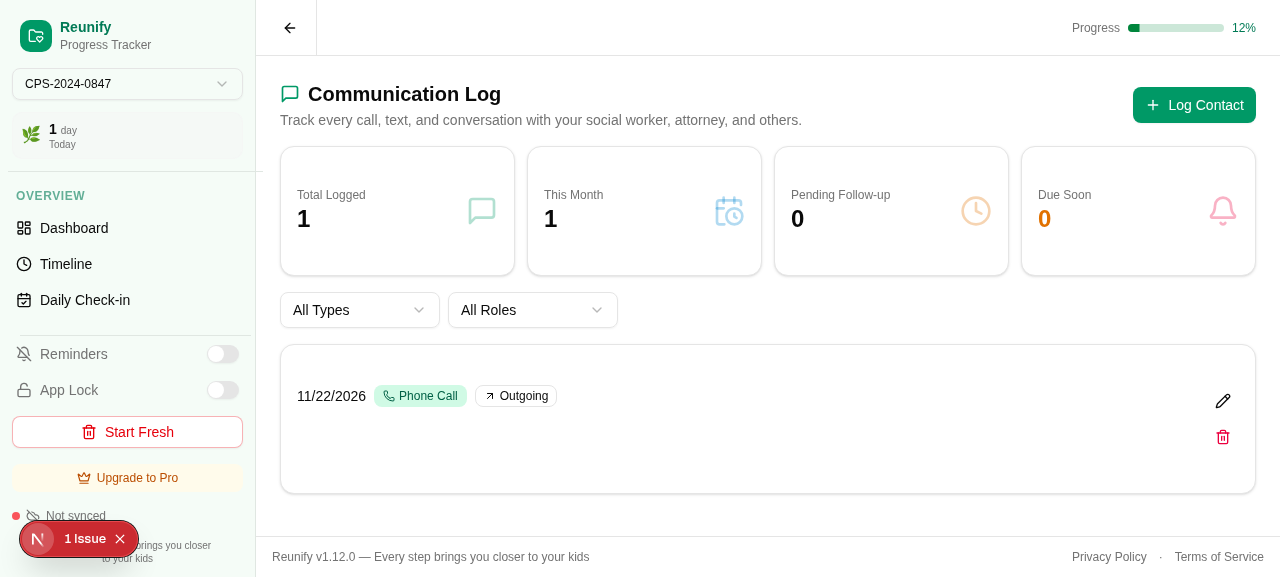 Reunify
Progress Tracker
CPS-2024-0847
1 day
Today
OVERVIEW
Dashboard
Timeline
Daily Check-in
Reminders
App Lock
Start Fresh
Upgrade to Pro
Not synced
1 Issue
brings you closer
to your kids
Progress
12%
Communication Log
Track every call, text, and conversation with your social worker, attorney, and others.
Log Contact
Total Logged
1
This Month
1
Pending Follow-up
0
Due Soon
0
All Types
All Roles
11/22/2026
Phone Call
Outgoing
Reunify v1.12.0 — Every step brings you closer to your kids
Privacy Policy · Terms of Service